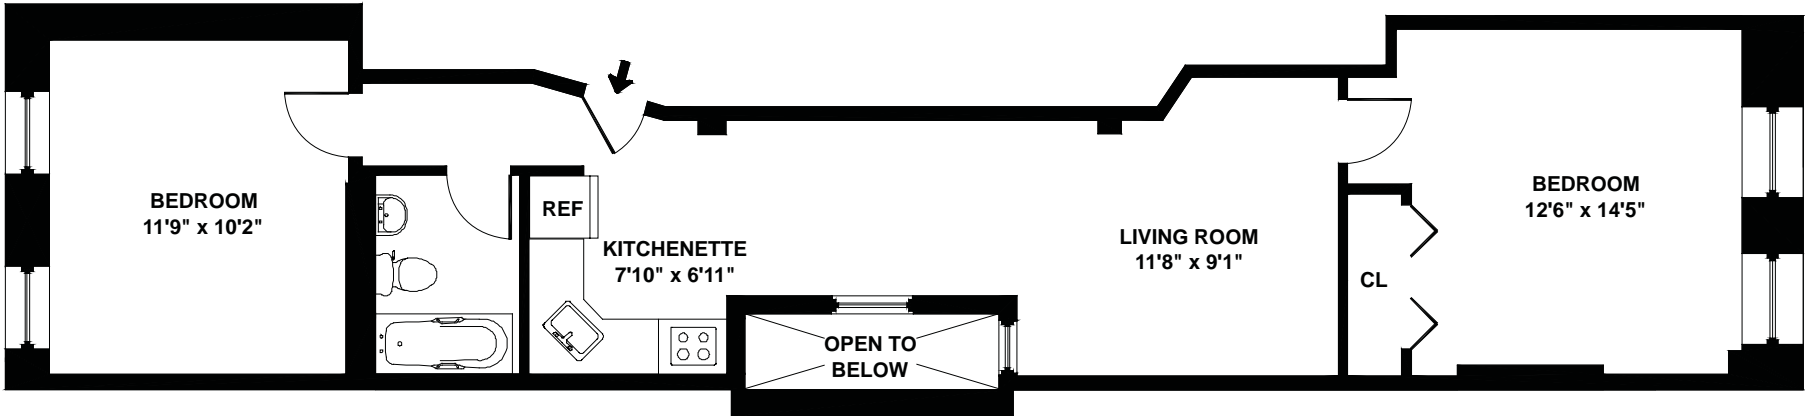 BEDROOM
11'9" x 10'2"
REF
KITCHENETTE
7'10" x 6'11"
OPEN TO
BELOW
LIVING ROOM
11'8" x 9'1"
CL
BEDROOM
12'6" x 14'5"